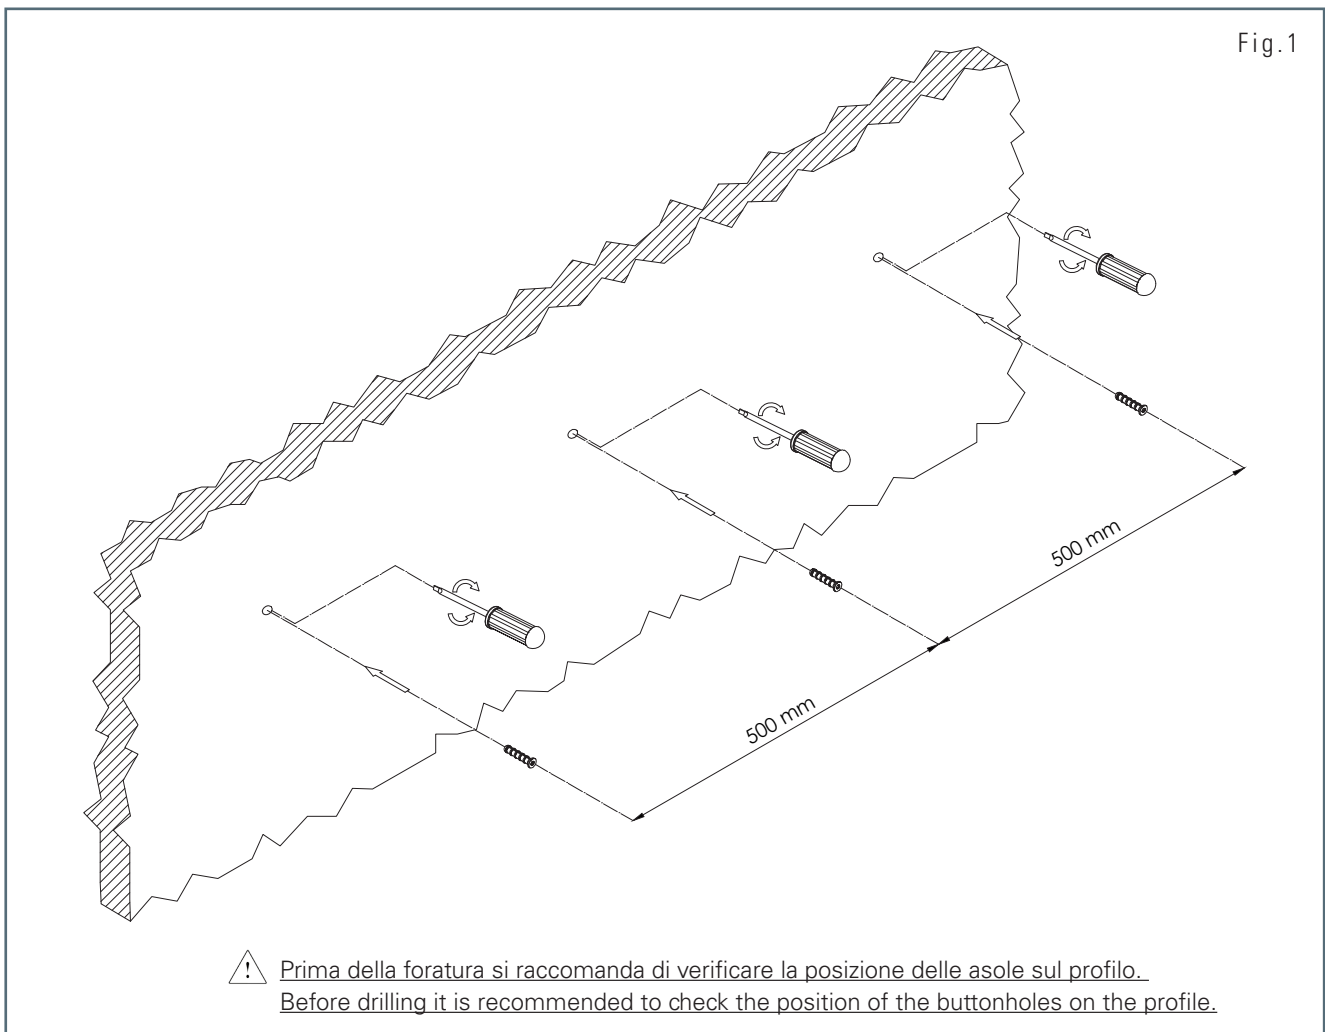 Fig.1
500 mm
500 mm
! Prima della foratura si raccomanda di verificare la posizione delle asole sul profilo.
Before drilling it is recommended to check the position of the buttonholes on the profile.